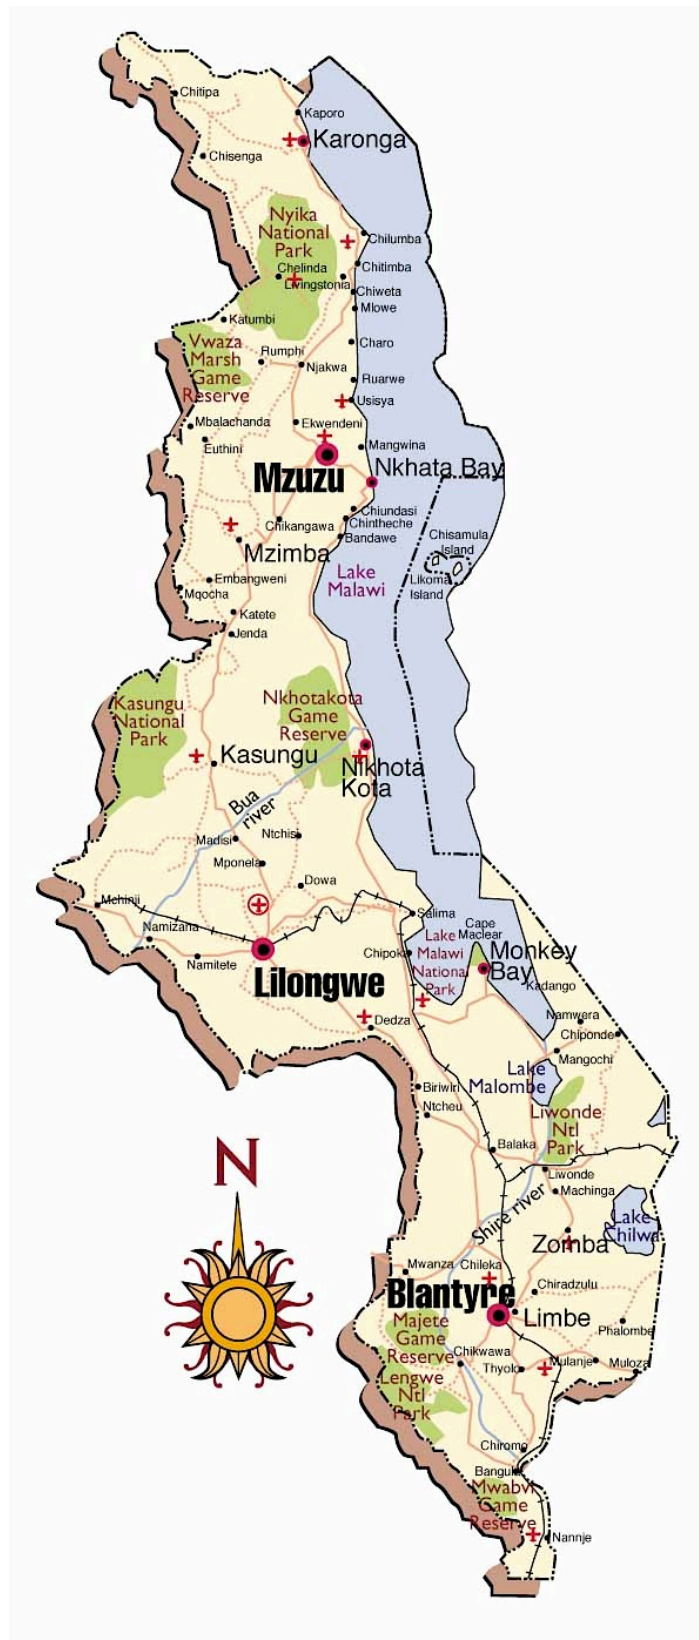 Chitipa
Kaporo
Karonga
Chisenga
Nyika
National
Park
Chilumba
Chelinda
Chitimba
Livingstonia
Chiweta
Mlowe
Katumbi
Vwaza
Marsh
Game
Reserve
Charo
Rumphi
Njakwa
Ruarwe
Usisya
Mbalachanda
Ekwendeni
Euthini
Mangwina
Mzuzu
Nkhata Bay
Chiundasi
Chikangawa
Chintheche
Bandawe
Mzimba
Chisamula
Island
Lake
Malawi
Likoma
Island
Embangweni
Mqocha
Katete
Jenda
Kasungu
National
Park
Nkhotakota
Game
Reserve
Kasungu
Nikhota
Kota
Bua
river
Madisi
Ntchisi
Mponela
Dowa
Mchinji
Salima
Namizana
Cape
Maclear
Lake
Malawi
National
Park
Chipoka
Monkey
Bay
Namitete
Lilongwe
Kadango
Dedza
Namwera
Chiponde
Mangochi
Lake
Malombe
Biriwiri
Ntcheu
Liwonde
Ntl
Park
N
Balaka
Liwonde
Machinga
Shire river
Lake
Chilwa
Zomba
Mwanza
Chileka
Blantyre
Chiradzulu
Limbe
Majete
Game
Reserve
Phalombe
Chikwawa
Thyolo
Mulanje
Muloza
Lengwe
Ntl
Park
Chiromo
Bangula
Mwabvi
Game
Reserve
Nannje